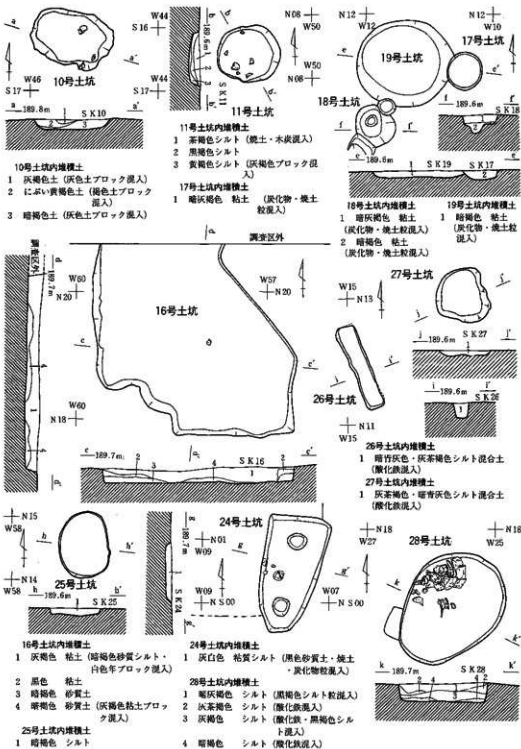 W44
S16
10号土坑
a'
W46
S17
W44
S17
a
189.8m
SK10
a'
10号土坑内堆積土
1 灰褐色土 (灰色土ブロック混入)
2 にぶい黄褐色土 (褐色土ブロック
混入)
3 暗褐色土 (灰色土ブロック混入)
b
189.6m
SK11
b'
N08
W50
W50
N08
11号土坑
11号土坑内堆積土
1 茶褐色シルト (焼土・木炭混入)
2 黒褐色シルト
3 黄褐色シルト (灰褐色ブロック混
入)
17号土坑
1 暗灰褐色 粘土 (炭化物・焼土
粒混入)
N12
W12
N12
W10
17号土坑
19号土坑
e
e'
18号土坑
f
f'
189.6m
SK18
e
189.6m
SK19
SK17
e'
18号土坑内堆積土
1 暗灰褐色 粘土
(炭化物・焼土粒混入)
2 暗褐色 粘土
(炭化物・焼土粒混入)
19号土坑内堆積土
1 暗褐色 粘土
(炭化物・焼土粒
混入)
調査区外
d
189.7m
d'
調査区外
d
W60
N20
W57
N20
16号土坑
c
c'
W60
N18
189.7m
SK16
c'
27号土坑
W15
N13
j
j'
189.6m
SK27
26号土坑
i
i'
189.6m
SK26
N11
W15
26号土坑内堆積土
1 暗青灰色・灰茶褐色シルト混合土
(酸化鉄混入)
27号土坑内堆積土
1 灰茶褐色・暗青灰色シルト混合土
(酸化鉄混入)
N15
W58
h
h'
N14
W58
25号土坑
h
189.6m
h'
SK25
g
189.7m
SK24
24号土坑
N01
W09
g
g'
W09
NS00
W07
NS00
N18
W27
N18
W25
28号土坑
k
k'
k
189.7m
SK28
k'
16号土坑内堆積土
1 灰褐色 粘土 (暗褐色砂質シルト・
白色年ブロック混入)
2 黒色 粘土
3 暗褐色 砂質土
4 暗褐色 砂質土 (灰褐色粘土ブロッ
ク混入)
25号土坑内堆積土
1 暗褐色 シルト
24号土坑内堆積土
1 灰白色 粘質シルト (黒色砂質土・焼土
・炭化物粒混入)
28号土坑内堆積土
1 暗灰褐色 シルト (黒褐色シルト粒混入)
2 灰茶褐色 シルト (酸化鉄混入)
3 灰褐色 シルト (酸化鉄・黒褐色シル
ト混入)
4 暗褐色 シルト (酸化鉄混入)